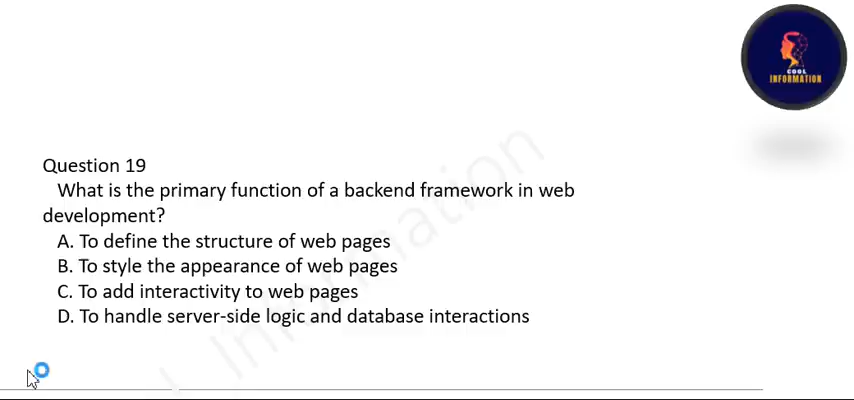 COOL
INFORMATION
Question 19
What is the primary function of a backend framework in web
development?
A. To define the structure of web pages
B. To style the appearance of web pages
C. To add interactivity to web pages
D. To handle server-side logic and database interactions
Information